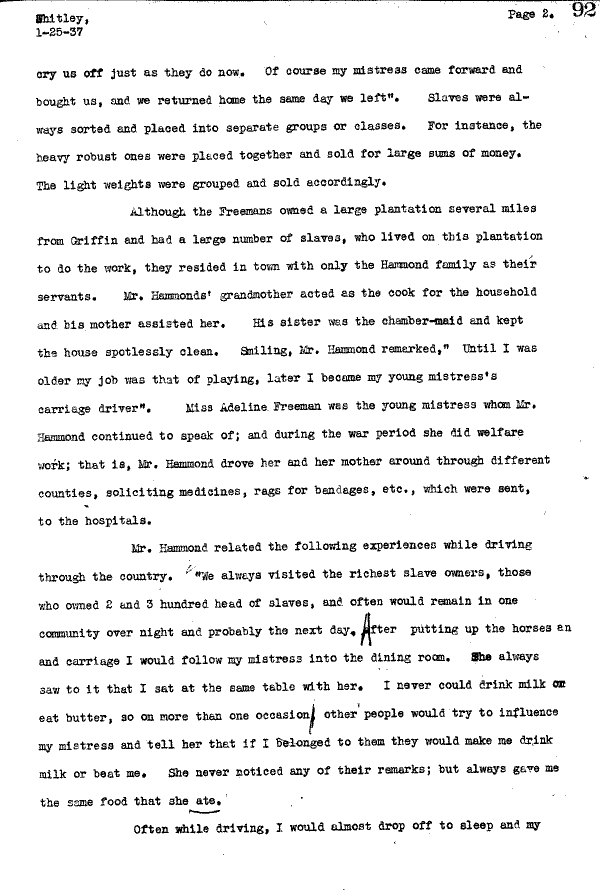 Whitley,
Page 2. 92
1-25-37
cry us off just as they do now. Of course my mistress came forward and
bought us, and we returned home the same day we left". Slaves were al-
ways sorted and placed into separate groups or classes. For instance, the
heavy robust ones were placed together and sold for large sums of money.
The light weights were grouped and sold accordingly.
Although the Freemans owned a large plantation several miles
from Griffin and had a large number of slaves, who lived on this plantation
to do the work, they resided in town with only the Hammond family as their
servants. Mr. Hammonds' grandmother acted as the cook for the household
and his mother assisted her. His sister was the chamber-maid and kept
the house spotlessly clean. Smiling, Mr. Hammond remarked," Until I was
older my job was that of playing, later I became my young mistress's
carriage driver". Miss Adeline Freeman was the young mistress whom Mr.
Hammond continued to speak of; and during the war period she did welfare
work; that is, Mr. Hammond drove her and her mother around through different
counties, soliciting medicines, rags for bandages, etc., which were sent,
to the hospitals.
Mr. Hammond related the following experiences while driving
through the country. "We always visited the richest slave owners, those
who owned 2 and 3 hundred head of slaves, and often would remain in one
community over night and probably the next day. After putting up the horses an
and carriage I would follow my mistress into the dining room. She always
saw to it that I sat at the same table with her. I never could drink milk or
eat butter, so on more than one occasion other people would try to influence
my mistress and tell her that if I belonged to them they would make me drink
milk or beat me. She never noticed any of their remarks; but always gave me
the same food that she ate.
Often while driving, I would almost drop off to sleep and my